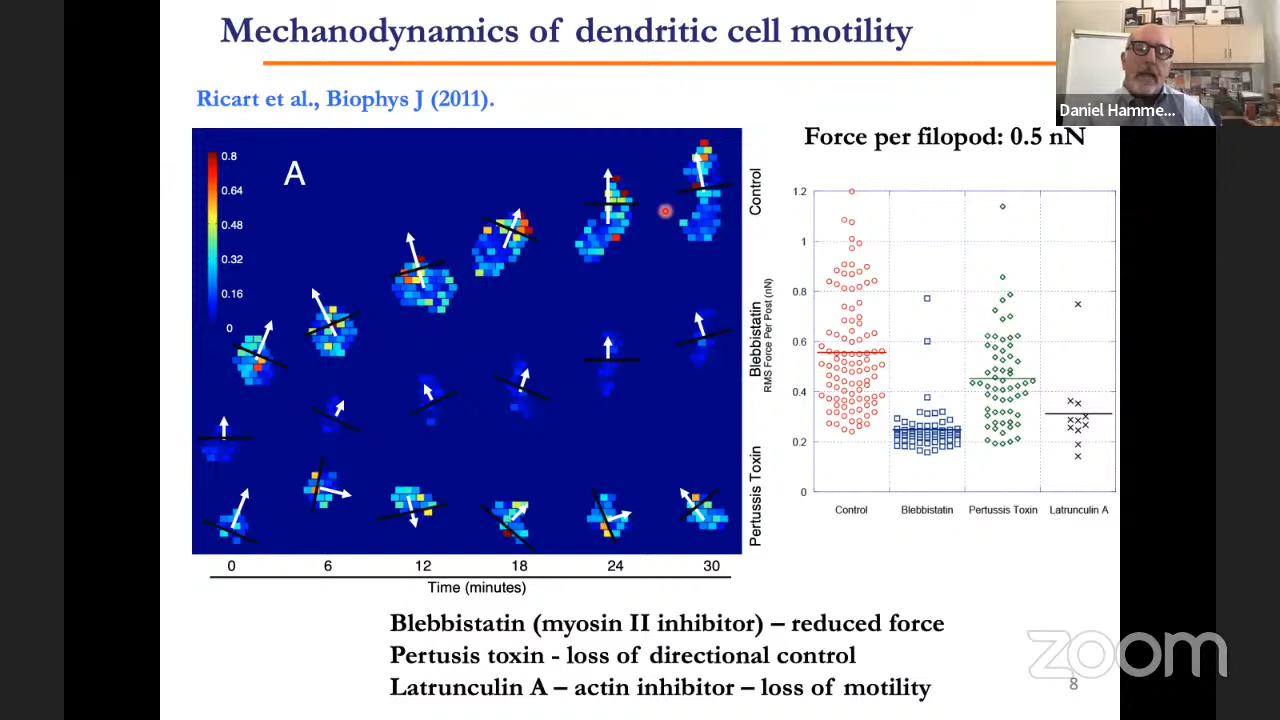 Mechanodynamics of dendritic cell motility
Daniel Hamme...
Ricart et al., Biophys J (2011).
Force per filopod: 0.5 nN
A
0.8
0.64
0.48
0.32
0.16
0
Control
Blebbistatin
Pertussis Toxin
0 6 12 18 24 30
Time (minutes)
RMS Force Per Post (nN)
1.2
1
0.8
0.6
0.4
0.2
0
Control Blebbistatin Pertussis Toxin Latrunculin A
Blebbistatin (myosin II inhibitor) – reduced force
Pertusis toxin - loss of directional control
Latrunculin A – actin inhibitor – loss of motility
zoom
8